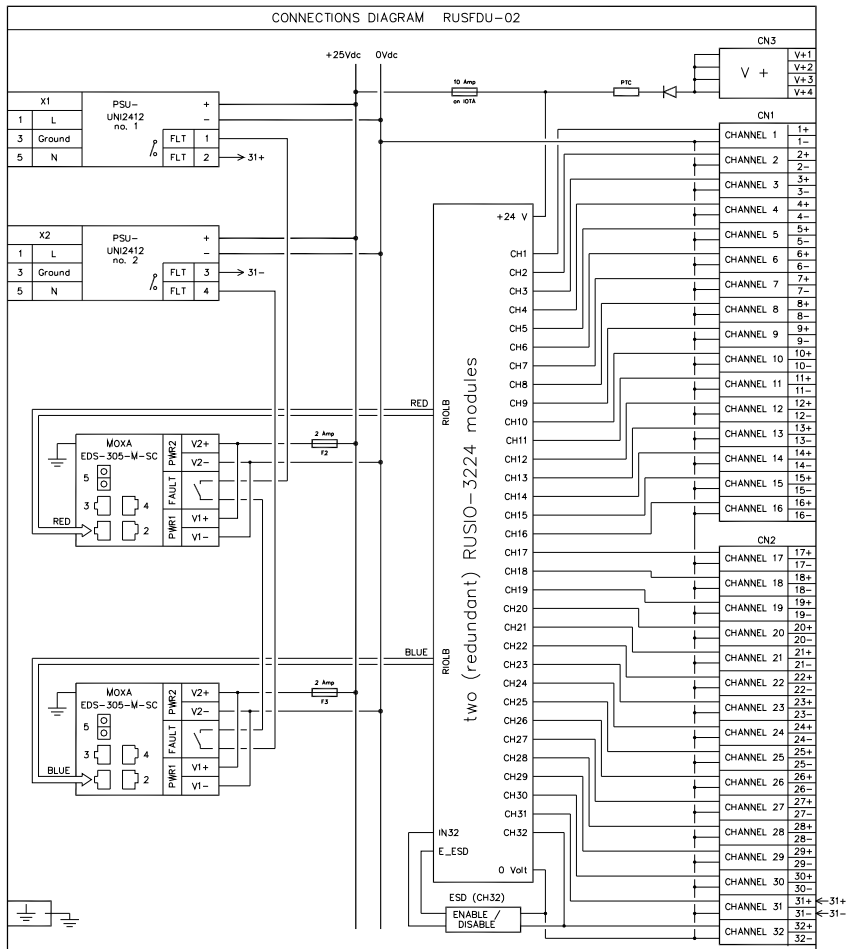 CONNECTIONS DIAGRAM RUSFDU-02
+25Vdc 0Vdc
CN3
V +
V+1
V+2
V+3
V+4
10 Amp
on IOTA
PTC
X1
1 L
3 Ground
5 N
PSU-
UNI2412
no. 1
+
-
FLT 1
FLT 2
31+
X2
1 L
3 Ground
5 N
PSU-
UNI2412
no. 2
+
-
FLT 3
FLT 4
31-
RED
MOXA
EDS-305-M-SC
5
3
4
2
PWR2
FAULT
PWR1
V2+
V2-
V1+
V1-
2 Amp
F2
RED
BLUE
MOXA
EDS-305-M-SC
5
3
4
2
PWR2
FAULT
PWR1
V2+
V2-
V1+
V1-
2 Amp
F3
BLUE
two (redundant) RUSIO-3224 modules
RIOLB
RIOLB
+24 V
CH1
CH2
CH3
CH4
CH5
CH6
CH7
CH8
CH9
CH10
CH11
CH12
CH13
CH14
CH15
CH16
CH17
CH18
CH19
CH20
CH21
CH22
CH23
CH24
CH25
CH26
CH27
CH28
CH29
CH30
CH31
CH32
IN32
E_ESD
0 Volt
ESD (CH32)
ENABLE /
DISABLE
CN1
CHANNEL 1 1+ 1-
CHANNEL 2 2+ 2-
CHANNEL 3 3+ 3-
CHANNEL 4 4+ 4-
CHANNEL 5 5+ 5-
CHANNEL 6 6+ 6-
CHANNEL 7 7+ 7-
CHANNEL 8 8+ 8-
CHANNEL 9 9+ 9-
CHANNEL 10 10+ 10-
CHANNEL 11 11+ 11-
CHANNEL 12 12+ 12-
CHANNEL 13 13+ 13-
CHANNEL 14 14+ 14-
CHANNEL 15 15+ 15-
CHANNEL 16 16+ 16-
CN2
CHANNEL 17 17+ 17-
CHANNEL 18 18+ 18-
CHANNEL 19 19+ 19-
CHANNEL 20 20+ 20-
CHANNEL 21 21+ 21-
CHANNEL 22 22+ 22-
CHANNEL 23 23+ 23-
CHANNEL 24 24+ 24-
CHANNEL 25 25+ 25-
CHANNEL 26 26+ 26-
CHANNEL 27 27+ 27-
CHANNEL 28 28+ 28-
CHANNEL 29 29+ 29-
CHANNEL 30 30+ 30-
CHANNEL 31 31+ 31-
31+
31-
CHANNEL 32 32+ 32-